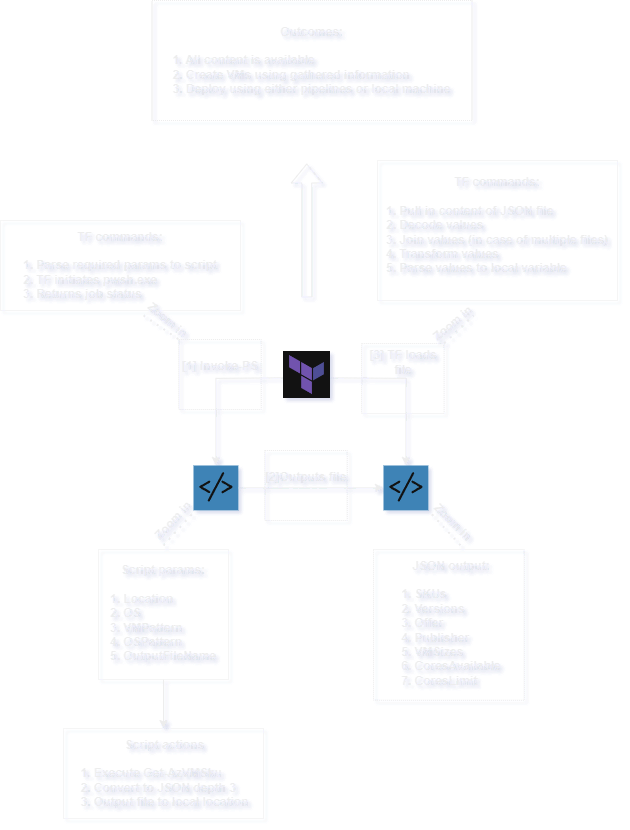 Outcomes:
1. All content is available
2. Create VMs using gathered information
3. Deploy using either pipelines or local machine
TF commands:
1. Pull in content of JSON file
2. Decode values
3. Join values (in case of multiple files)
4. Transform values
5. Parse values to local variable
TF commands:
1. Parse required params to script
2. TF initiates pwsh.exe
3. Returns job status
Zoom in
Zoom in
[1] Invoke PS
[3] TF loads
file
[2]Outputs file
</>
</>
Zoom in
Zoom in
Script params:
1. Location
2. OS
3. VMPattern
4. OSPattern
5. OutputFileName
JSON output:
1. SKUs
2. Versions
3. Offer
4. Publisher
5. VMSizes
6. CoresAvailable
7. CoresLimit
Script actions
1. Execute Get-AzVMSku
2. Convert to JSON depth 3
3. Output file to local location